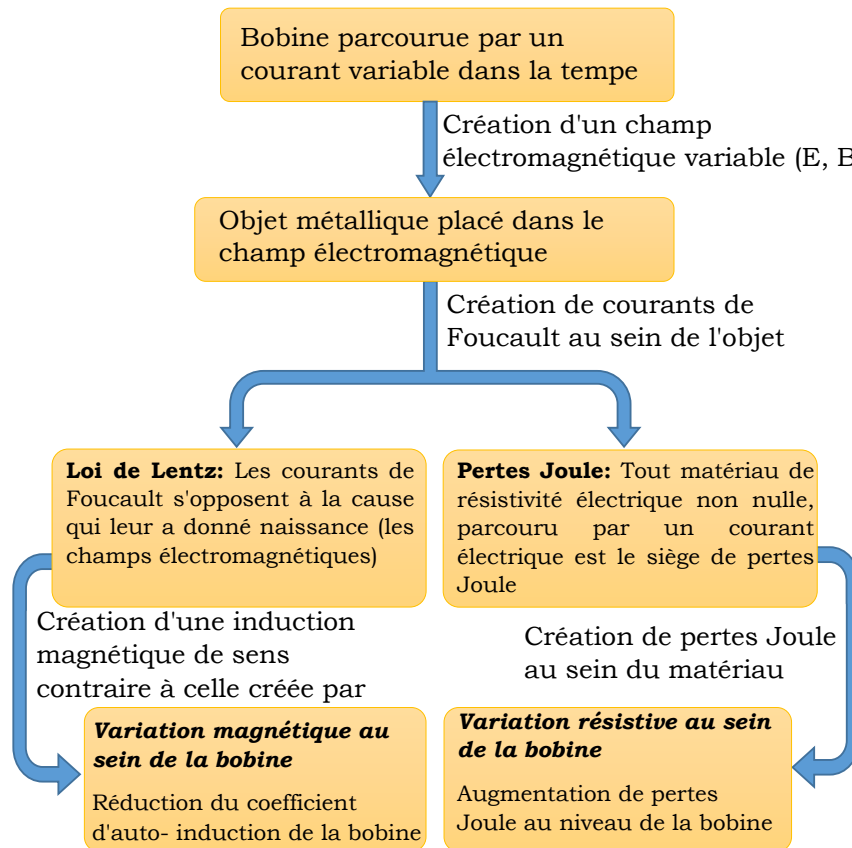 Bobine parcourue par un
courant variable dans la tempe
Création d'un champ
électromagnétique variable (E, B
Objet métallique placé dans le
champ électromagnétique
Création de courants de
Foucault au sein de l'objet
Loi de Lentz: Les courants de
Foucault s'opposent à la cause
qui leur a donné naissance (les
champs électromagnétiques)
Pertes Joule: Tout matériau de
résistivité électrique non nulle,
parcouru par un courant
électrique est le siège de pertes
Joule
Création d'une induction
magnétique de sens
contraire à celle créée par
Création de pertes Joule
au sein du matériau
Variation magnétique au
sein de la bobine
Réduction du coefficient
d'auto- induction de la bobine
Variation résistive au sein
de la bobine
Augmentation de pertes
Joule au niveau de la bobine